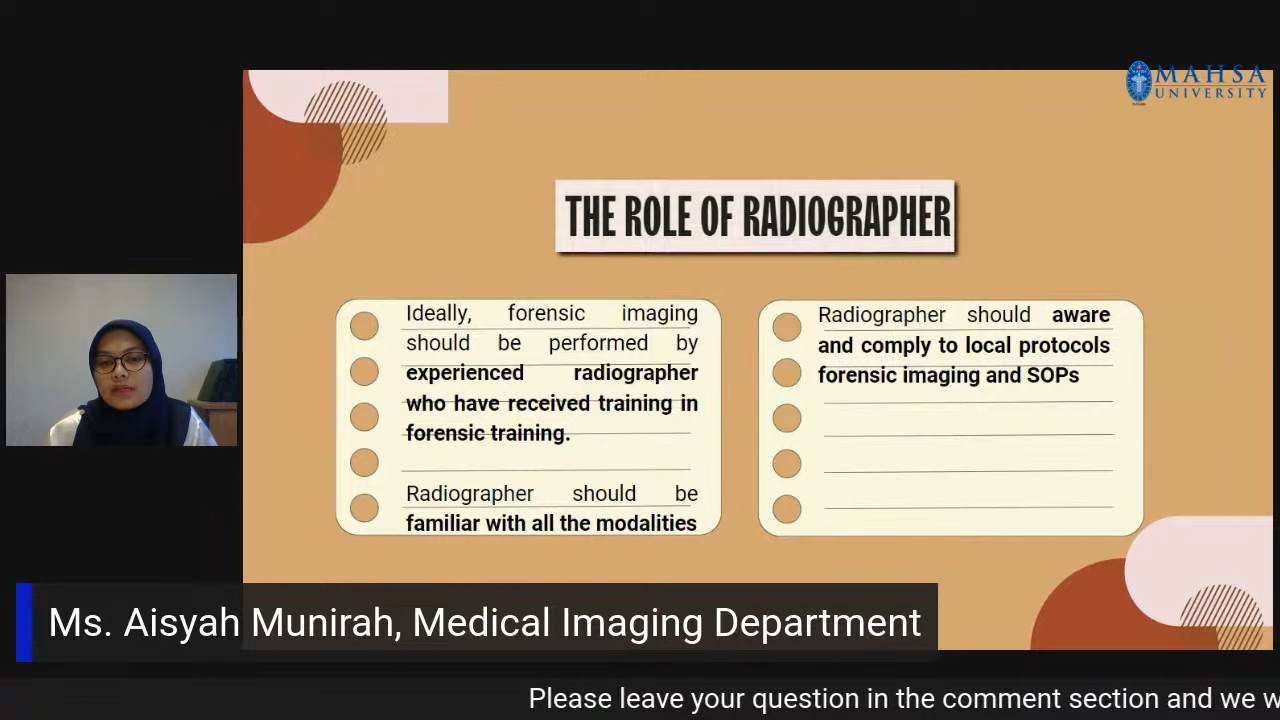 MAHSA
UNIVERSITY
THE ROLE OF RADIOGRAPHER
Ideally, forensic imaging
should be performed by
experienced radiographer
who have received training in
forensic training.
Radiographer should be
familiar with all the modalities
Radiographer should aware
and comply to local protocols
forensic imaging and SOPs
Ms. Aisyah Munirah, Medical Imaging Department
Please leave your question in the comment section and we w